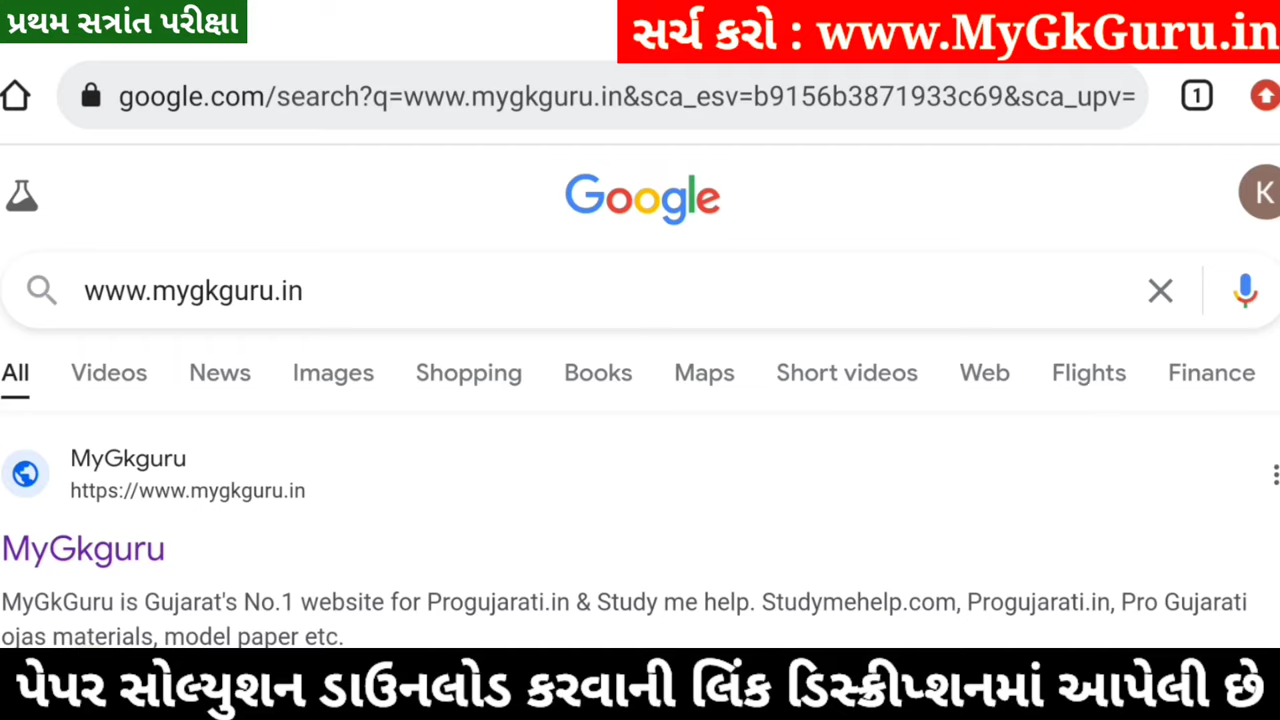 પ્રથમ સત્રાંત પરીક્ષા
સર્ચ કરો : www.MyGkGuru.in
google.com/search?q=www.mygkguru.in&sca_esv=b9156b3871933c69&sca_upv=
1
Google
K
www.mygkguru.in
All Videos News Images Shopping Books Maps Short videos Web Flights Finance
MyGkguru
https://www.mygkguru.in
MyGkguru
MyGkGuru is Gujarat's No.1 website for Progujarati.in & Study me help. Studymehelp.com, Progujarati.in, Pro Gujarati
ojas materials, model paper etc.
પેપર સોલ્યુશન ડાઉનલોડ કરવાની લિંક ડિસ્ક્રીપ્શનમાં આપેલી છે